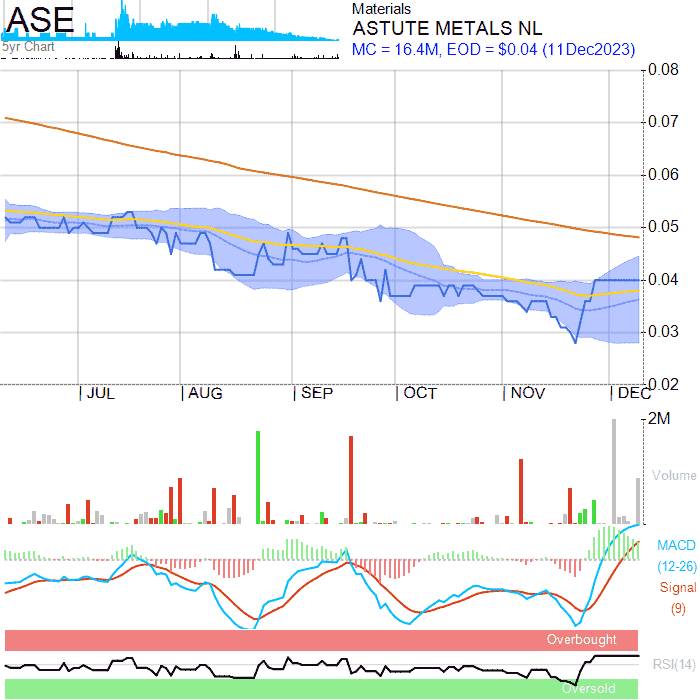 ASE
5yr Chart
Materials
ASTUTE METALS NL
MC = 16.4M, EOD = $0.04 (11Dec2023)
0.08
0.07
0.06
0.05
0.04
0.03
0.02
JUL AUG SEP OCT NOV DEC
2M
Volume
MACD
(12-26)
Signal
(9)
Overbought
RSI(14)
Oversold